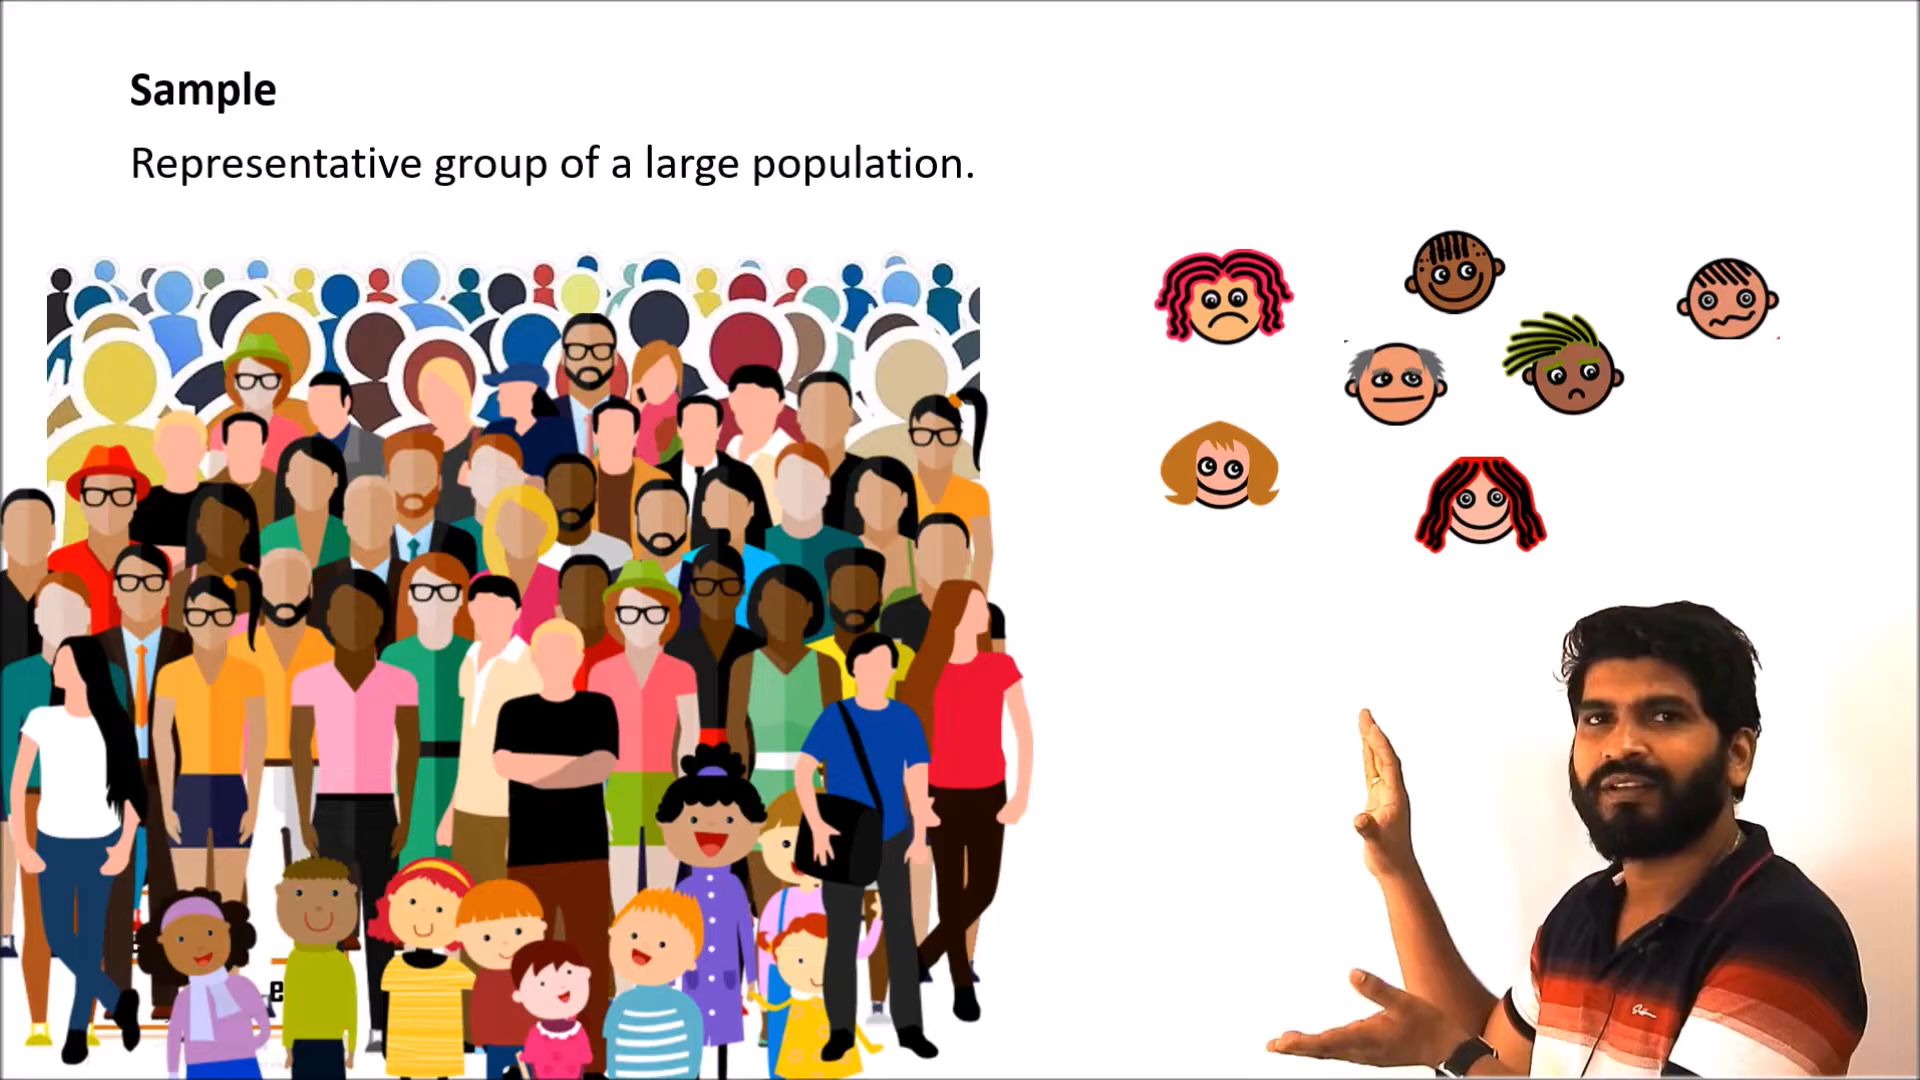 Sample
Representative group of a large population.
e